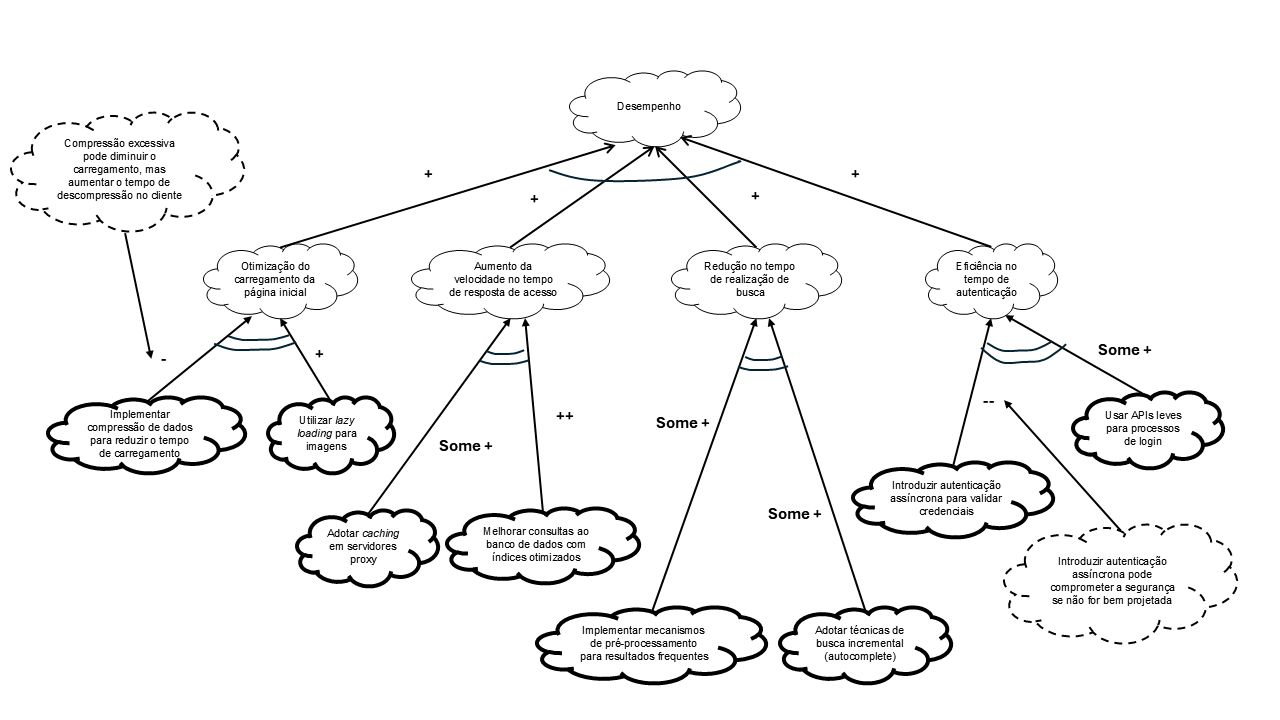 Desempenho
Compressão excessiva
pode diminuir o
carregamento, mas
aumentar o tempo de
descompressão no cliente
+
+
+
+
Otimização do
carregamento da
página inicial
Aumento da
velocidade no tempo
de resposta de acesso
Redução no tempo
de realização de
busca
Eficiência no
tempo de
autenticação
-
+
Some +
++
Some +
Some +
--
Some +
Implementar
compressão de dados
para reduzir o tempo
de carregamento
Utilizar lazy
loading para
imagens
Usar APIs leves
para processos
de login
Introduzir autenticação
assíncrona para validar
credenciais
Adotar caching
em servidores
proxy
Melhorar consultas ao
banco de dados com
índices otimizados
Introduzir autenticação
assíncrona pode
comprometer a segurança
se não for bem projetada
Implementar mecanismos
de pré-processamento
para resultados frequentes
Adotar técnicas de
busca incremental
(autocomplete)